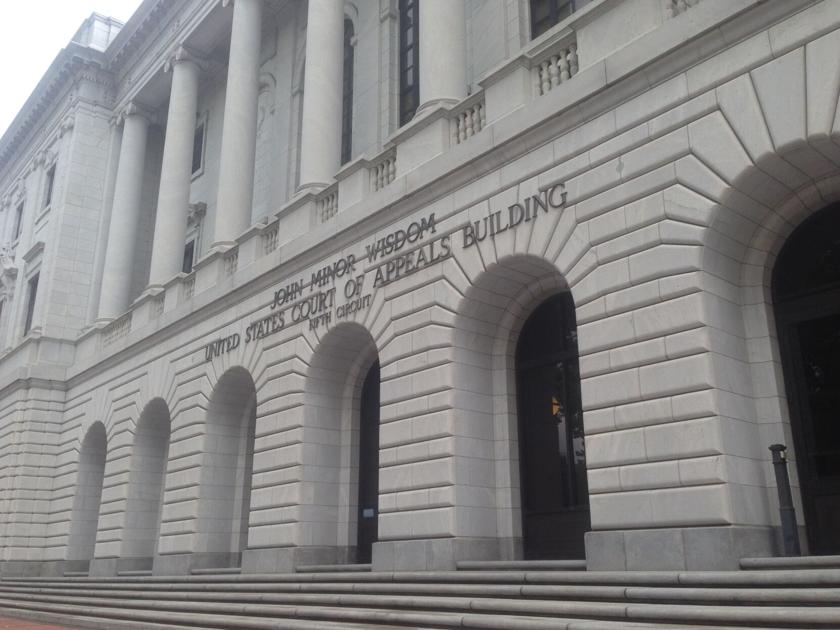 JOHN MINOR WISDOM
UNITED STATES COURT OF APPEALS BUILDING
FIFTH CIRCUIT